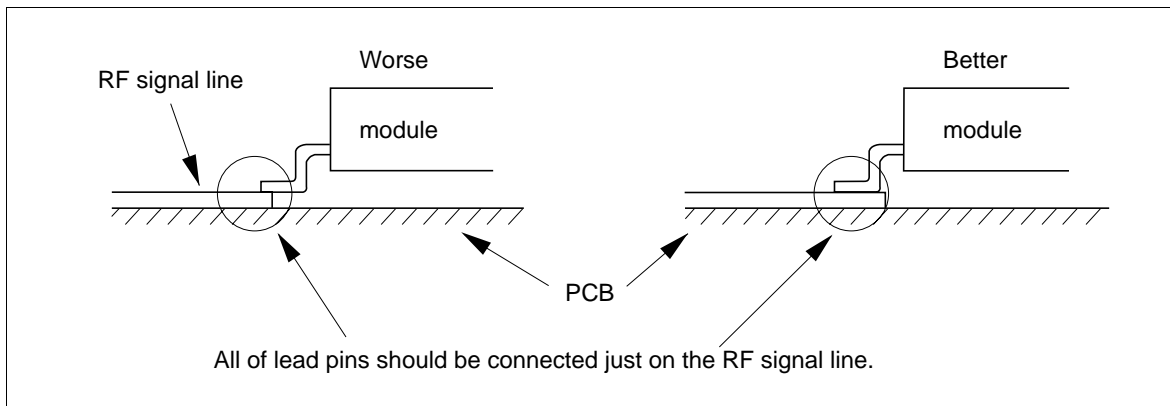 Worse
Better
RF signal line
module
module
PCB
All of lead pins should be connected just on the RF signal line.